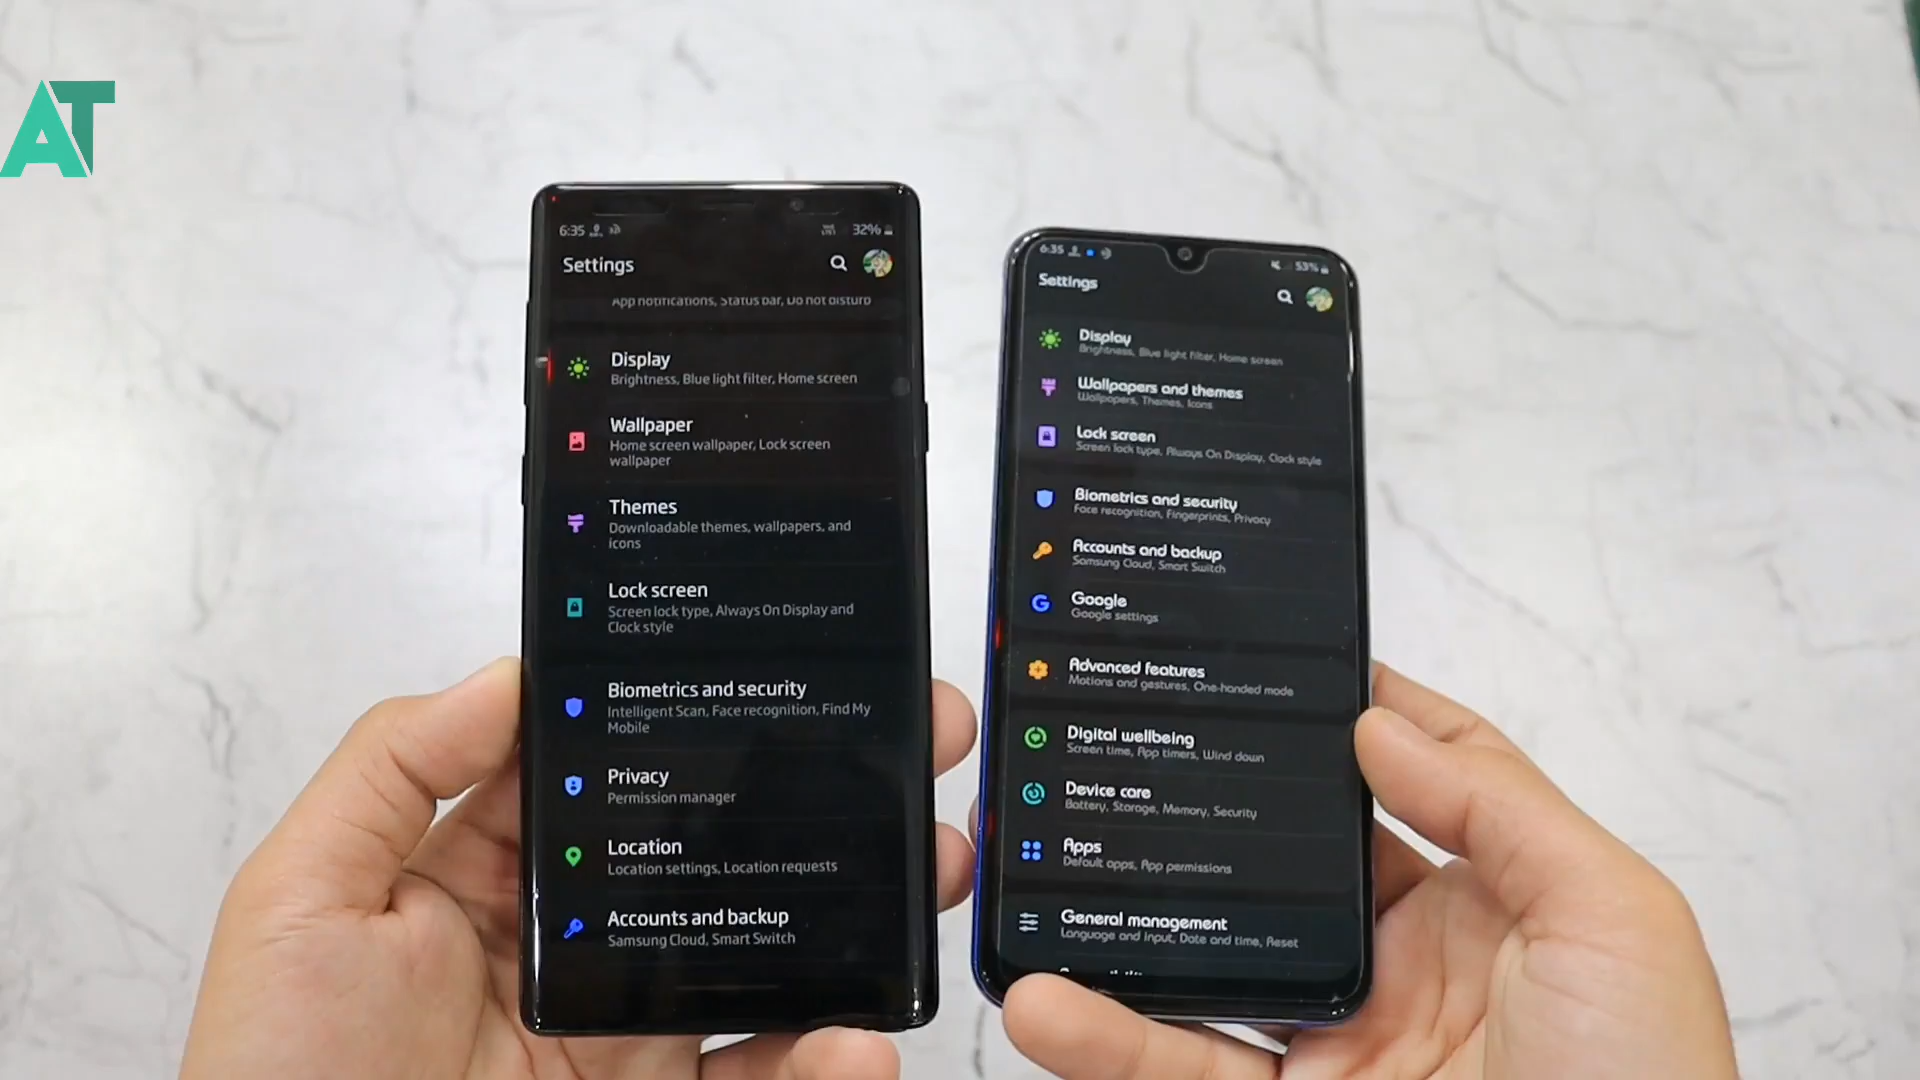 AT
6:35
32%
Settings
App notifications, Status bar, Do not disturb
Display
Brightness, Blue light filter, Home screen
Wallpaper
Home screen wallpaper, Lock screen
wallpaper
Themes
Downloadable themes, wallpapers, and
icons
Lock screen
Screen lock type, Always On Display and
Clock style
Biometrics and security
Intelligent Scan, Face recognition, Find My
Mobile
Privacy
Permission manager
Location
Location settings, Location requests
Accounts and backup
Samsung Cloud, Smart Switch
6:35
53%
Settings
Display
Brightness, Blue light filter, Home screen
Wallpapers and themes
Wallpapers, Themes, Icons
Lock screen
Screen lock type, Always On Display, Clock style
Biometrics and security
Face recognition, Fingerprints, Privacy
Accounts and backup
Samsung Cloud, Smart Switch
Google
Google settings
Advanced features
Motions and gestures, One-handed mode
Digital wellbeing
Screen time, App timers, Wind down
Device care
Battery, Storage, Memory, Security
Apps
Default apps, App permissions
General management
Language and input, Date and time, Reset